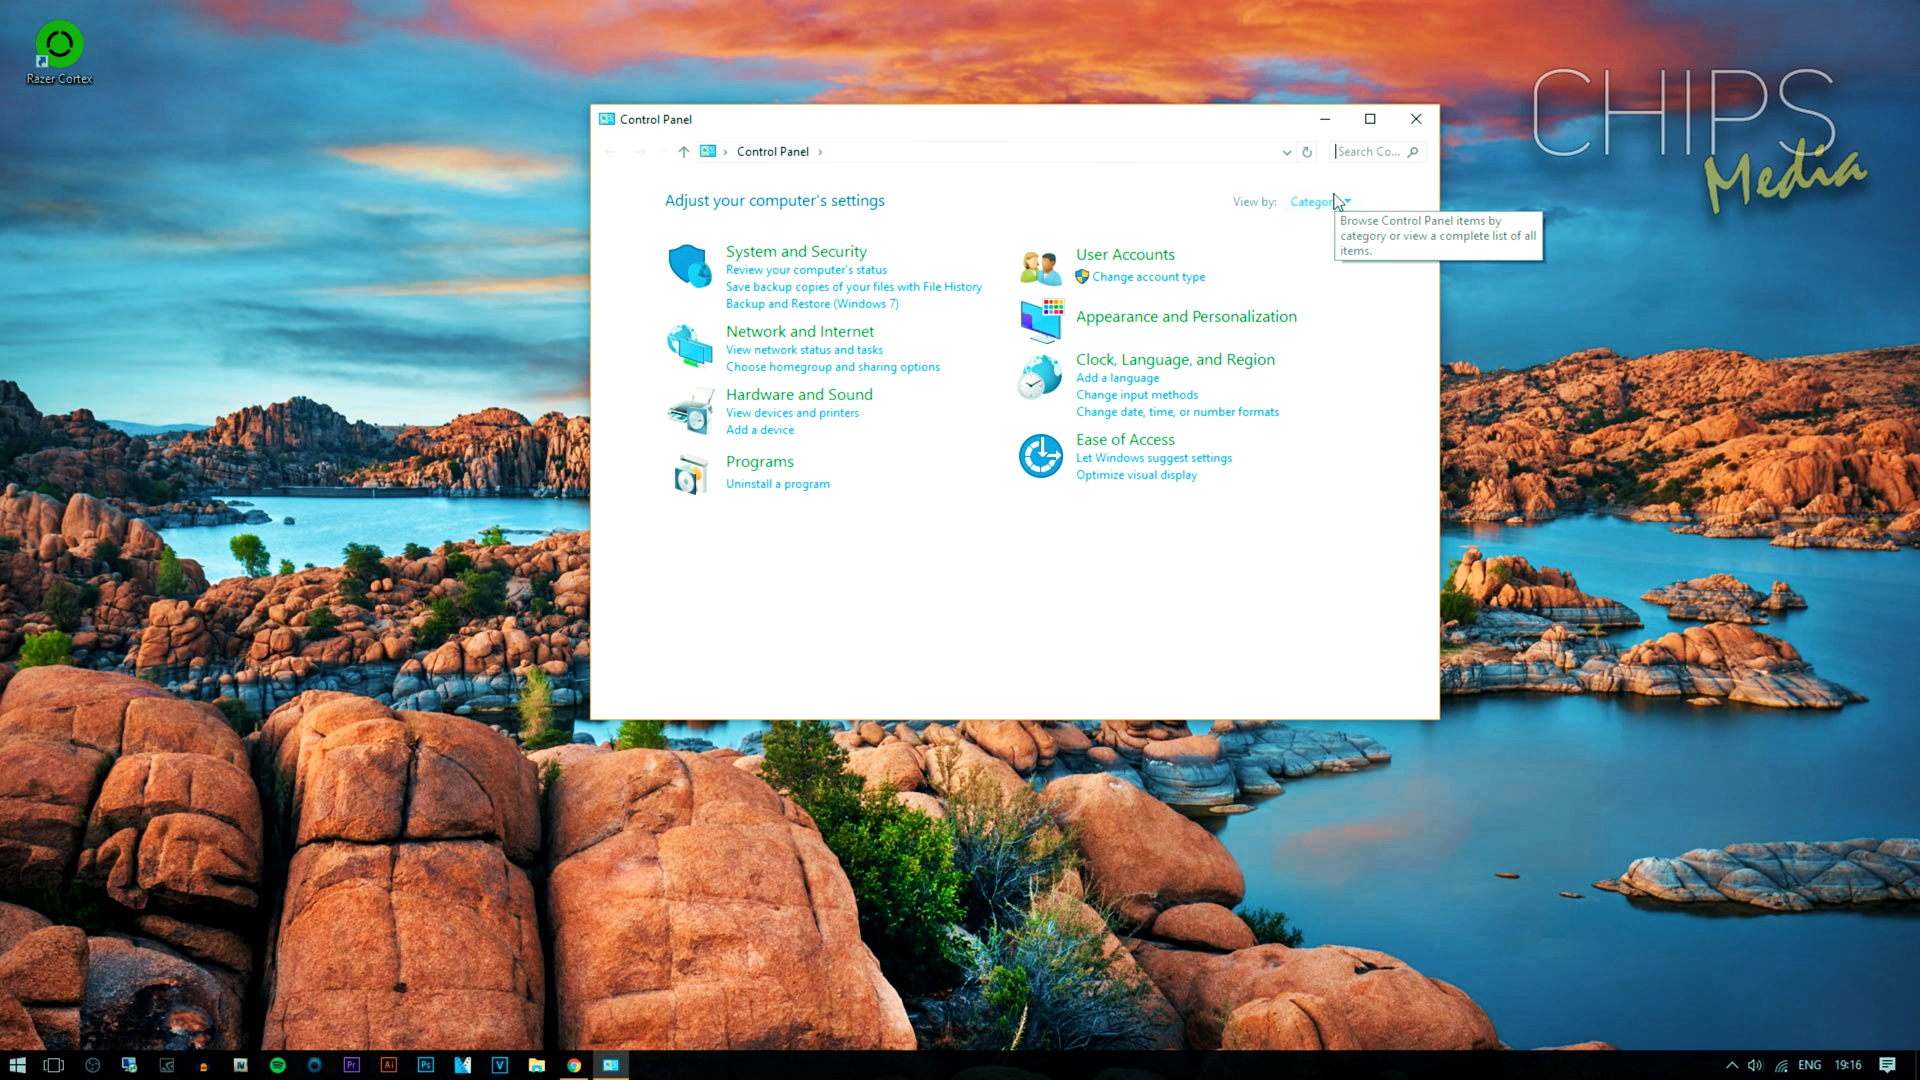 Razer Cortex
CHIPS
Media
Control Panel
Control Panel
Search Co...
Adjust your computer's settings
View by:
Categor
Browse Control Panel items by
category or view a complete list of all
items.
System and Security
Review your computer's status
Save backup copies of your files with File History
Backup and Restore (Windows 7)
Network and Internet
View network status and tasks
Choose homegroup and sharing options
Hardware and Sound
View devices and printers
Add a device
Programs
Uninstall a program
User Accounts
Change account type
Appearance and Personalization
Clock, Language, and Region
Add a language
Change input methods
Change date, time, or number formats
Ease of Access
Let Windows suggest settings
Optimize visual display
Pr
Ai
Ps
V
ENG
19:16